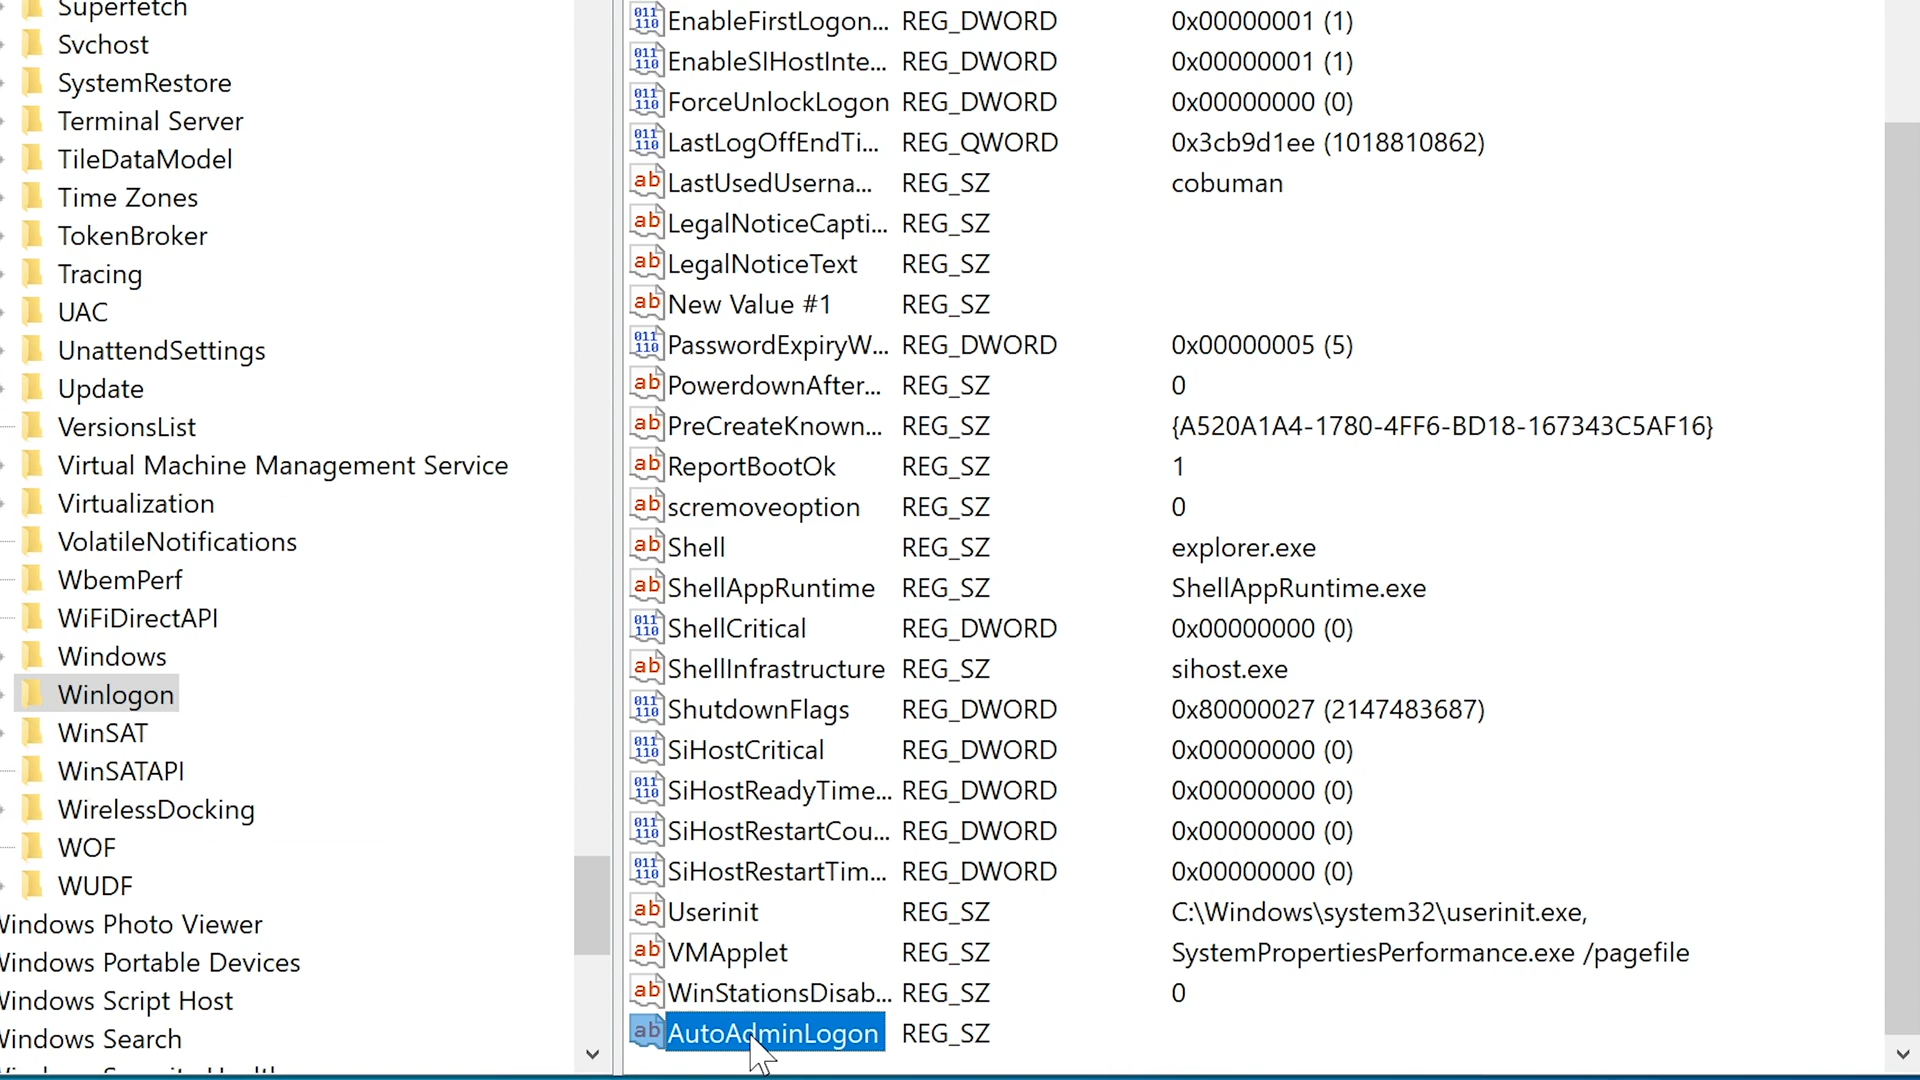 Superfetch
Svchost
SystemRestore
Terminal Server
TileDataModel
Time Zones
TokenBroker
Tracing
UAC
UnattendSettings
Update
VersionsList
Virtual Machine Management Service
Virtualization
VolatileNotifications
WbemPerf
WiFiDirectAPI
Windows
Winlogon
WinSAT
WinSATAPI
WirelessDocking
WOF
WUDF
Windows Photo Viewer
Windows Portable Devices
Windows Script Host
Windows Search
EnableFirstLogon... REG_DWORD 0x00000001 (1)
EnableSIHostInte... REG_DWORD 0x00000001 (1)
ForceUnlockLogon REG_DWORD 0x00000000 (0)
LastLogOffEndTi... REG_QWORD 0x3cb9d1ee (1018810862)
LastUsedUserna... REG_SZ cobuman
LegalNoticeCapti... REG_SZ
LegalNoticeText REG_SZ
New Value #1 REG_SZ
PasswordExpiryW... REG_DWORD 0x00000005 (5)
PowerdownAfter... REG_SZ 0
PreCreateKnown... REG_SZ {A520A1A4-1780-4FF6-BD18-167343C5AF16}
ReportBootOk REG_SZ 1
scremoveoption REG_SZ 0
Shell REG_SZ explorer.exe
ShellAppRuntime REG_SZ ShellAppRuntime.exe
ShellCritical REG_DWORD 0x00000000 (0)
ShellInfrastructure REG_SZ sihost.exe
ShutdownFlags REG_DWORD 0x80000027 (2147483687)
SiHostCritical REG_DWORD 0x00000000 (0)
SiHostReadyTime... REG_DWORD 0x00000000 (0)
SiHostRestartCou... REG_DWORD 0x00000000 (0)
SiHostRestartTim... REG_DWORD 0x00000000 (0)
Userinit REG_SZ C:\Windows\system32\userinit.exe,
VMApplet REG_SZ SystemPropertiesPerformance.exe /pagefile
WinStationsDisab... REG_SZ 0
AutoAdminLogon REG_SZ